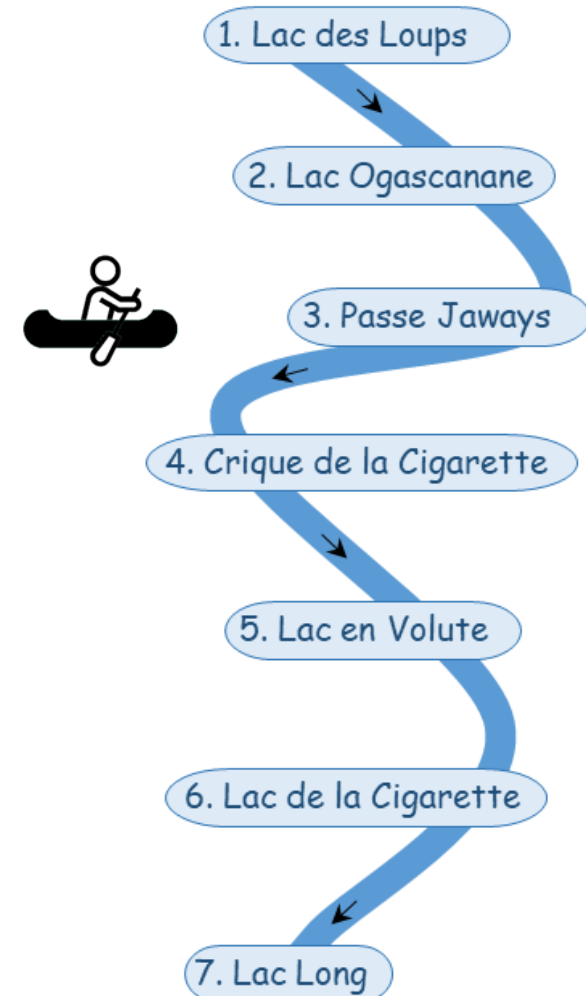 1. Lac des Loups
2. Lac Ogascanane
3. Passe Jaways
4. Crique de la Cigarette
5. Lac en Volute
6. Lac de la Cigarette
7. Lac Long